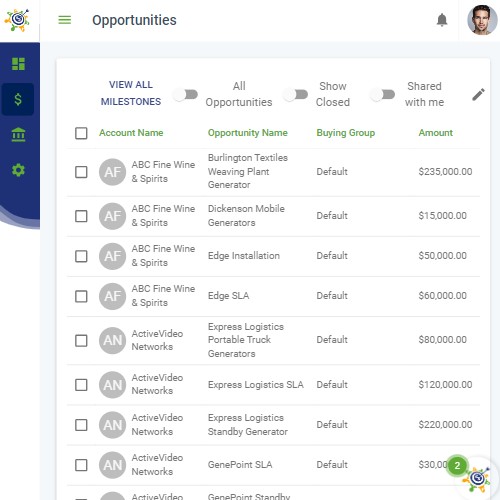 Opportunities
VIEW ALL
MILESTONES
All
Opportunities
Show
Closed
Shared
with me
Account Name
Opportunity Name
Buying Group
Amount
AF
ABC Fine Wine
& Spirits
Burlington Textiles
Weaving Plant
Generator
Default
$235,000.00
AF
ABC Fine Wine
& Spirits
Dickenson Mobile
Generators
Default
$15,000.00
AF
ABC Fine Wine
& Spirits
Edge Installation
Default
$50,000.00
AF
ABC Fine Wine
& Spirits
Edge SLA
Default
$60,000.00
AN
ActiveVideo
Networks
Express Logistics
Portable Truck
Generators
Default
$80,000.00
AN
ActiveVideo
Networks
Express Logistics SLA
Default
$120,000.00
AN
ActiveVideo
Networks
Express Logistics
Standby Generator
Default
$220,000.00
AN
ActiveVideo
Networks
GenePoint SLA
Default
$30,00
2
ActiveVideo
GenePoint Standby